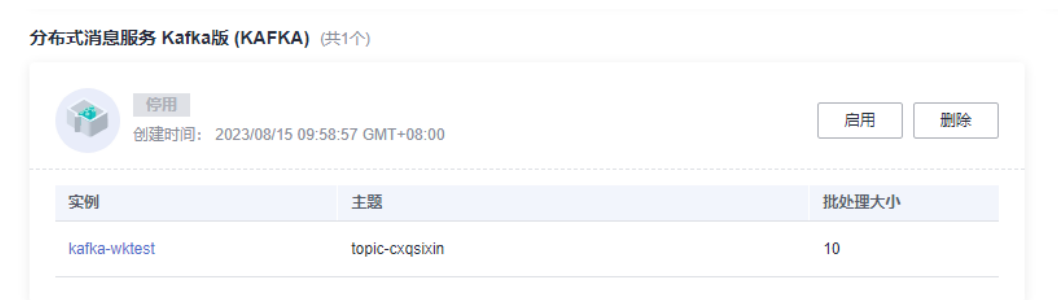 分布式消息服务 Kafka版 (KAFKA) (共1个)
停用
创建时间： 2023/08/15 09:58:57 GMT+08:00
启用 删除
实例 主题 批处理大小
kafka-wktest topic-cxqsixin 10